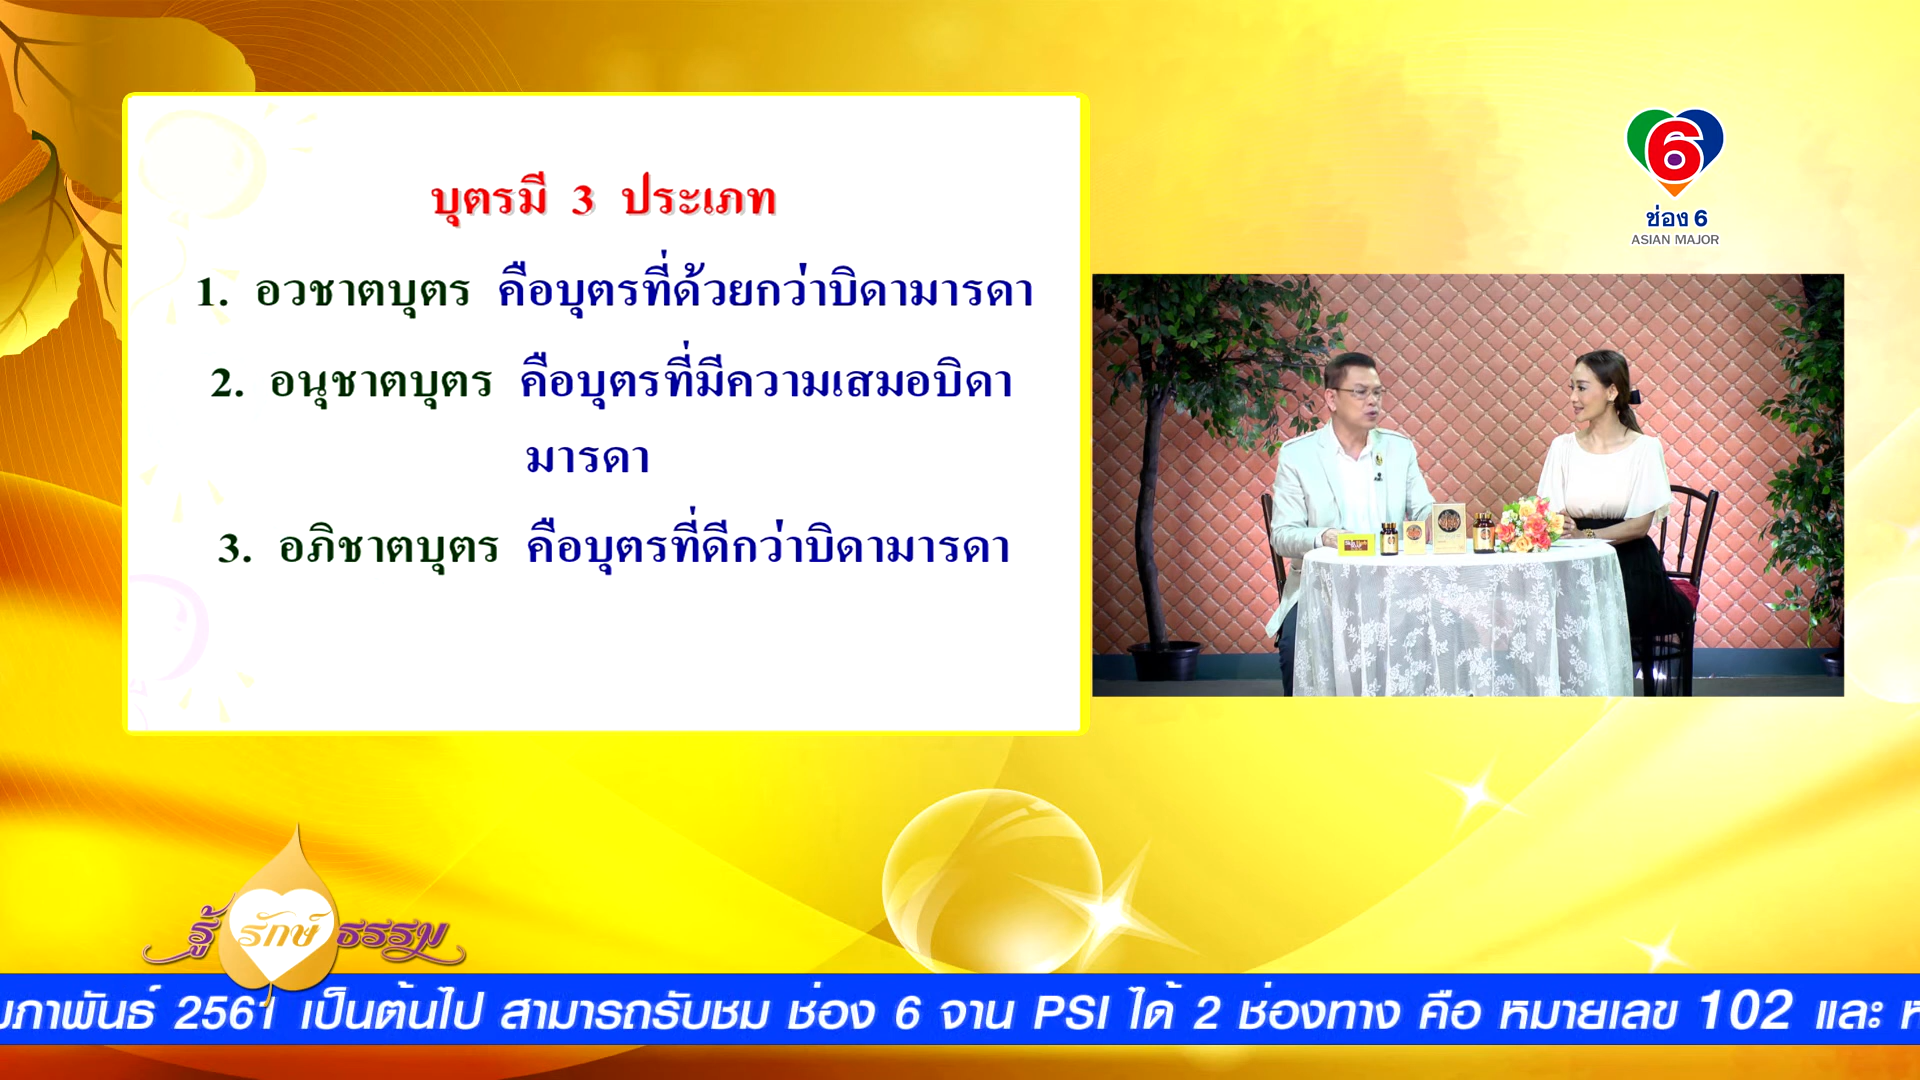 บุตรมี 3 ประเภท
1. อวชาตบุตร คือบุตรที่ด้วยกว่าบิดามารดา
2. อนุชาตบุตร คือบุตรที่มีความเสมอบิดา
มารดา
3. อภิชาตบุตร คือบุตรที่ดีกว่าบิดามารดา
6
ช่อง 6
ASIAN MAJOR
รู้ รักษ์ ธรรม
มภาพันธ์ 2561 เป็นต้นไป สามารถรับชม ช่อง 6 จาน PSI ได้ 2 ช่องทาง คือ หมายเลข 102 และ ห